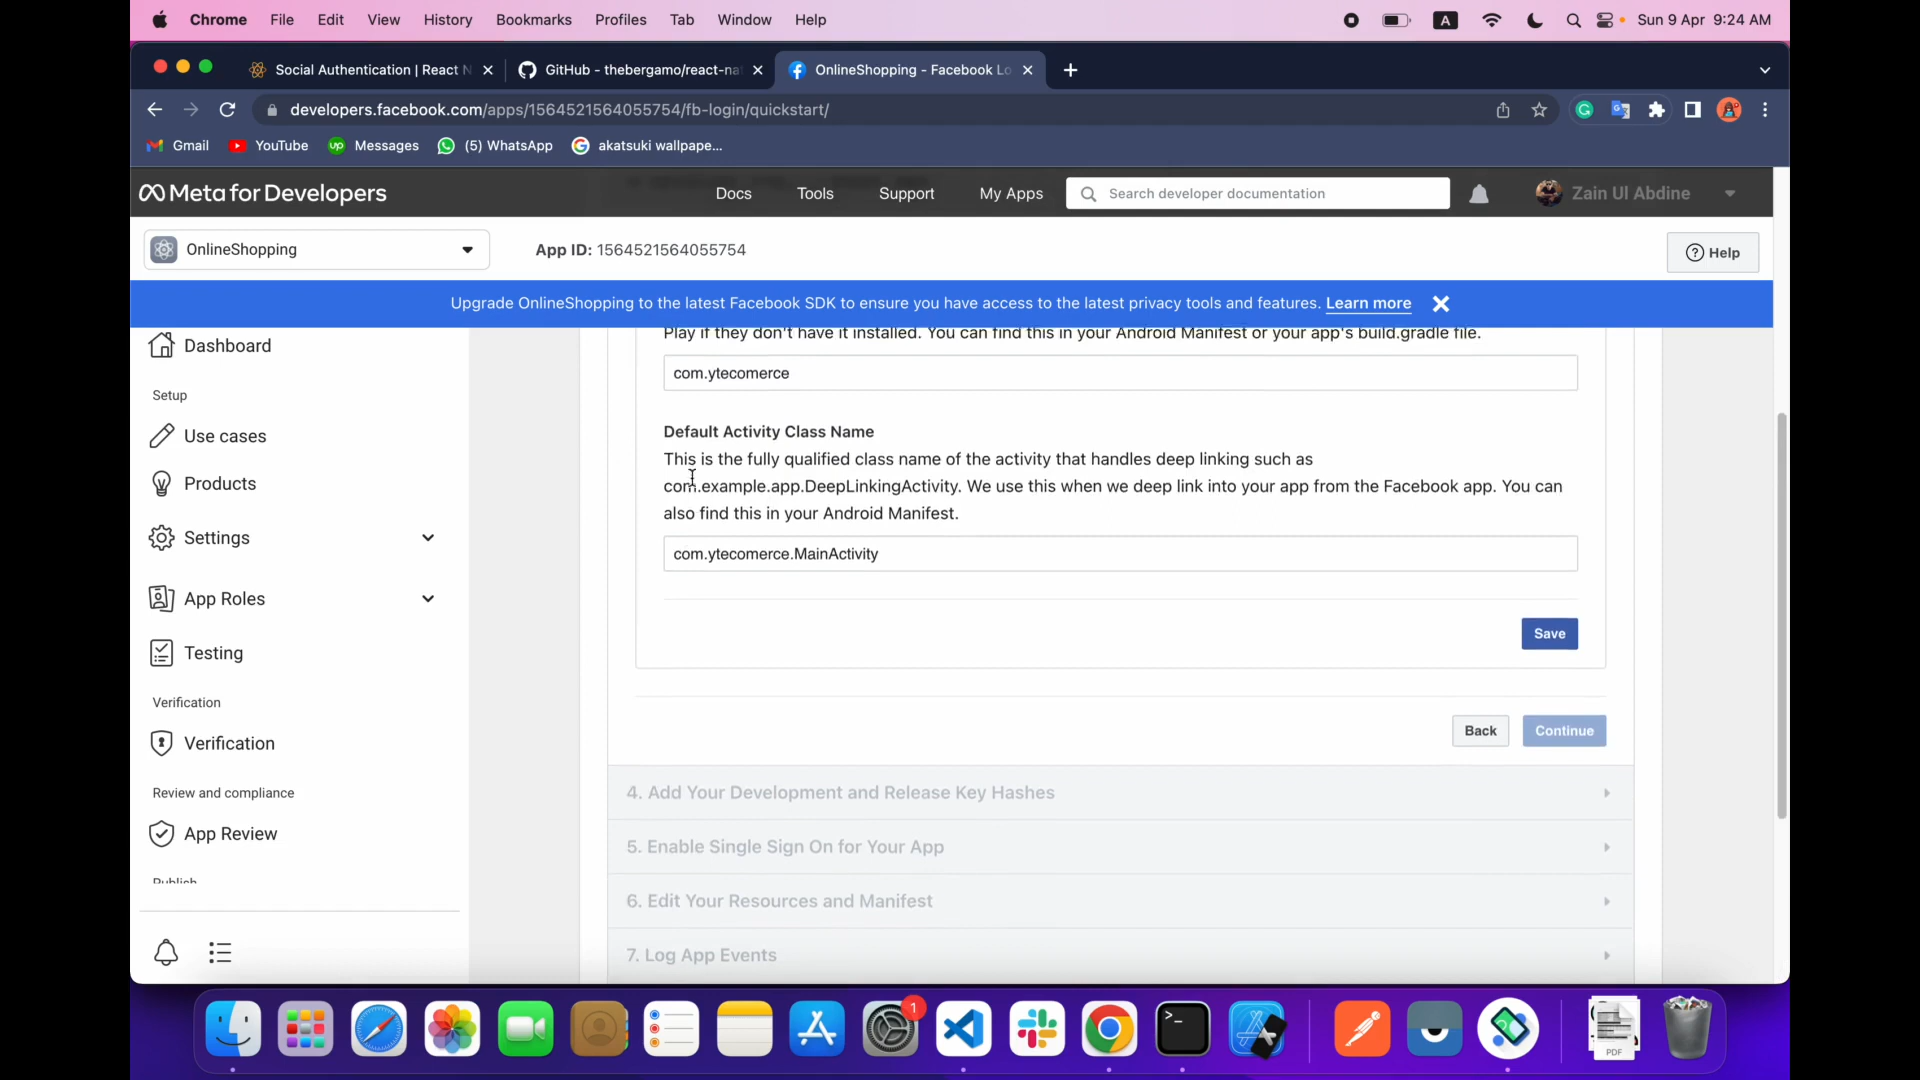 Chrome File Edit View History Bookmarks Profiles Tab Window Help A Sun 9 Apr 9:24 AM
Social Authentication | React N GitHub - thebergamo/react-na OnlineShopping - Facebook Lo
developers.facebook.com/apps/1564521564055754/fb-login/quickstart/
Gmail YouTube up Messages (5) WhatsApp akatsuki wallpape...
Meta for Developers Docs Tools Support My Apps Search developer documentation Zain Ul Abdine
OnlineShopping App ID: 1564521564055754 Help
Upgrade OnlineShopping to the latest Facebook SDK to ensure you have access to the latest privacy tools and features. Learn more
Play if they don't have it installed. You can find this in your Android Manifest or your app's build.gradle file.
com.ytecomerce
Default Activity Class Name
This is the fully qualified class name of the activity that handles deep linking such as
com.example.app.DeepLinkingActivity. We use this when we deep link into your app from the Facebook app. You can
also find this in your Android Manifest.
com.ytecomerce.MainActivity
Save
Back Continue
4. Add Your Development and Release Key Hashes
5. Enable Single Sign On for Your App
6. Edit Your Resources and Manifest
7. Log App Events
Dashboard
Setup
Use cases
Products
Settings
App Roles
Testing
Verification
Verification
Review and compliance
App Review
Publish
1
PDF